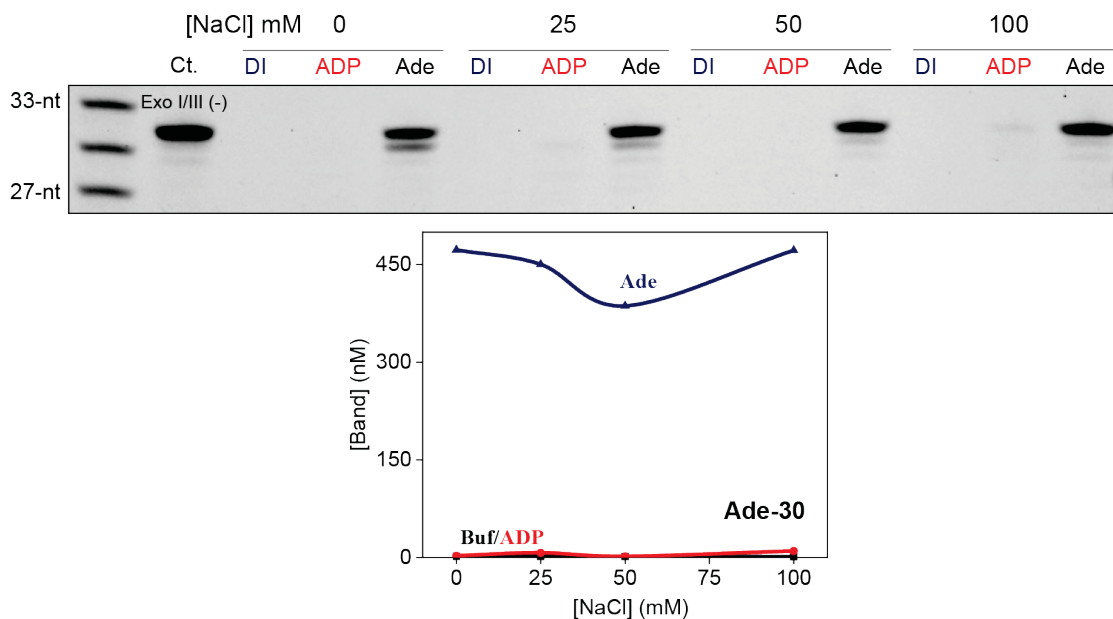 [NaCl] mM 0 25 50 100
Ct. DI ADP Ade DI ADP Ade DI ADP Ade DI ADP Ade
33-nt
Exo I/III (-)
27-nt
450
300
150
0
[Band] (nM)
Ade
Ade-30
Buf/ADP
0 25 50 75 100
[NaCl] (mM)